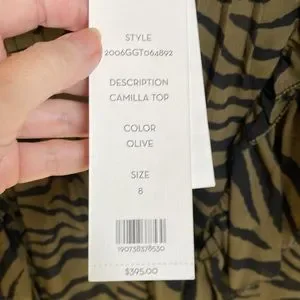 STYLE
2006GGT064892
DESCRIPTION
CAMILLA TOP
COLOR
OLIVE
SIZE
8
190738378530
$395.00